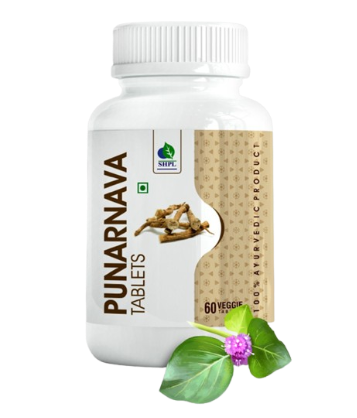 SHPL
PUNARNAVA
TABLETS
60 VEGGIE
100% AYURVEDIC PRODUCT